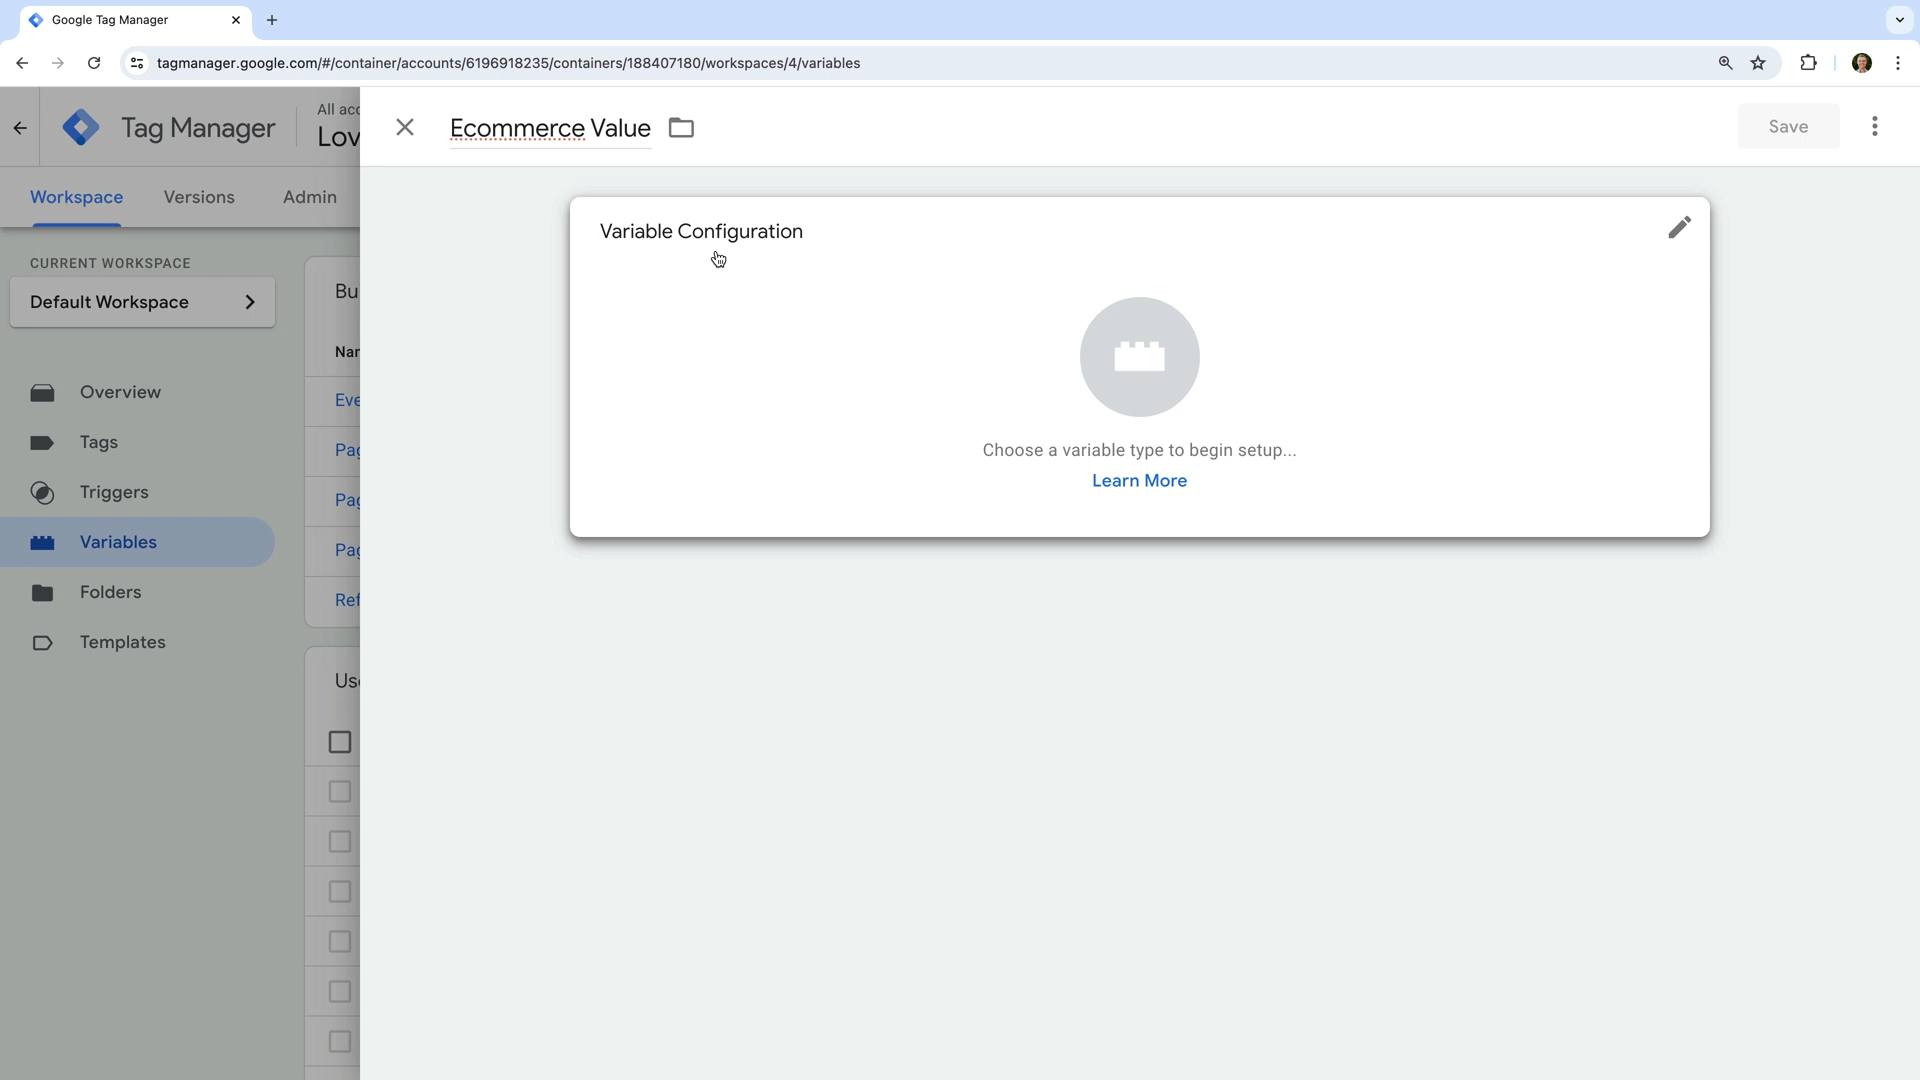 Google Tag Manager
tagmanager.google.com/#/container/accounts/6196918235/containers/188407180/workspaces/4/variables
Tag Manager
All acc
Lov
Ecommerce Value
Save
Workspace
Versions
Admin
Variable Configuration
CURRENT WORKSPACE
Default Workspace
Bu
Nar
Overview
Eve
Tags
Pag
Choose a variable type to begin setup...
Learn More
Triggers
Pag
Variables
Pag
Folders
Ref
Templates
Use